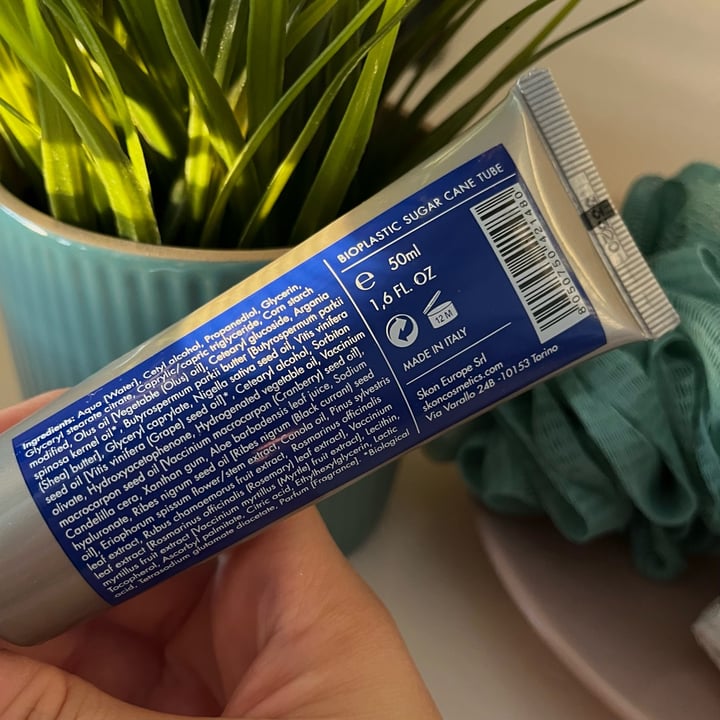 Ingredients: Aqua [Water], Cetyl alcohol, Propanediol, Glycerin,
Glyceryl stearate citrate, Caprylic/capric triglyceride, Corn starch
modified, Olus oil [Vegetable (Olus) oil], Cetearyl glucoside, Argania
spinosa kernel oil*, Butyrospermum parkii butter [Butyrospermum parkii
(Shea) butter], Glyceryl caprylate, Nigella sativa seed oil, Vitis vinifera
seed oil [Vitis vinifera (Grape) seed oil]*, Cetearyl alcohol, Sorbitan
olivate, Hydroxyacetophenone, Hydrogenated vegetable oil, Vaccinium
macrocarpon seed oil [Vaccinium macrocarpon (Cranberry) seed oil],
Candelilla cera, Xanthan gum, Aloe barbadensis leaf juice, Sodium
hyaluronate, Ribes nigrum seed oil [Ribes nigrum (Black currant) seed
oil], Eriophorum spissum flower/stem extract, Canola oil, Pinus sylvestris
leaf extract, Rubus chamaemorus fruit extract, Rosmarinus officinalis
leaf extract [Rosmarinus officinalis (Rosemary) leaf extract], Vaccinium
myrtillus fruit extract [Vaccinium myrtillus (Myrtle) fruit extract], Lecithin,
Tocopherol, Ascorbyl palmitate, Citric acid, Ethylhexylglycerin, Lactic
acid, Tetrasodium glutamate diacetate, Parfum [Fragrance]. *Biological
BIOPLASTIC SUGAR CANE TUBE
e 50ml
1,6 FL. OZ
12 M
MADE IN ITALY
Skon Europe Srl
skoncosmetics.com
Via Varallo 24B -10153 Torino
8050750421480